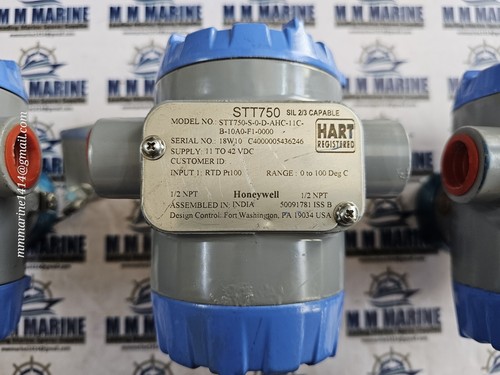 M M MARINE
STT750 SIL 2/3 CAPABLE
MODEL NO.: STT750-S-0-D-AHC-11C-
B-10A0-F1-0000
HART
REGISTERED
SERIAL NO.: 18W10 C4000005436246
SUPPLY: 11 TO 42 VDC
CUSTOMER ID:
INPUT 1: RTD Pt100 RANGE: 0 to 100 Deg C
1/2 NPT Honeywell 1/2 NPT
ASSEMBLED IN: INDIA 50091781 ISS B
Design Control: Fort Washington, PA 19034 USA
mmmarine1414@gmail.com
M M MARINE
M M MARINE